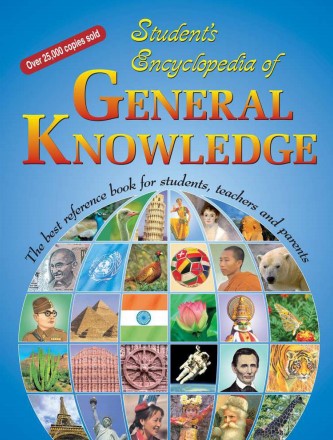 Over 25,000 copies sold
Student's
Encyclopedia of
GENERAL
KNOWLEDGE
The best reference book for students, teachers and parents